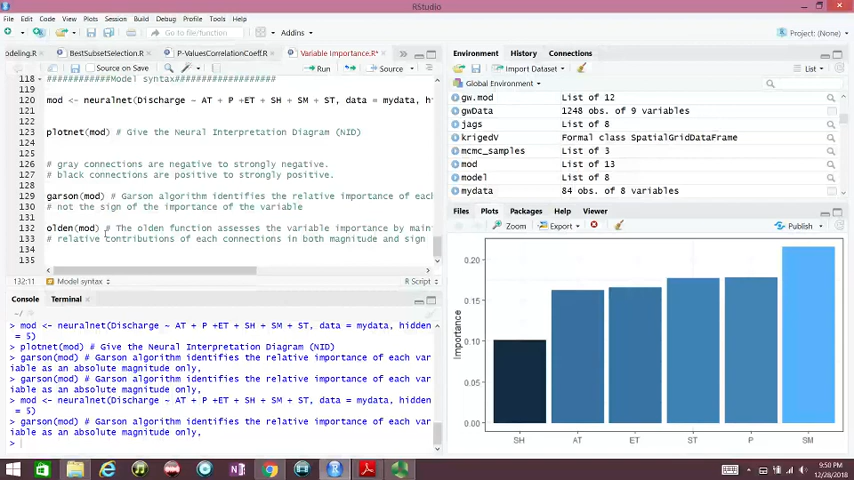 RStudio
File Edit Code View Plots Session Build Debug Profile Tools Help
Go to file/function
Addins
Project: (None)
odeling.R
BestSubsetSelection.R
P-ValuesCorrelationCoeff.R
Variable Importance.R*
Source on Save
Run
Source
118 ############Model syntax###################
119
120 mod <- neuralnet(Discharge ~ AT + P +ET + SH + SM + ST, data = mydata, h
121
122
123 plotnet(mod) # Give the Neural Interpretation Diagram (NID)
124
125
126 # gray connections are negative to strongly negative.
127 # black connections are positive to strongly positive.
128
129 garson(mod) # Garson algorithm identifies the relative importance of each
130 # not the sign of the importance of the variable
131
132 olden(mod) # The olden function assesses the variable importance by main
133 # relative contributions of each connections in both magnitude and sign
134
135
132:11
Model syntax
R Script
Console Terminal
~/
> mod <- neuralnet(Discharge ~ AT + P +ET + SH + SM + ST, data = mydata, hidden
= 5)
> plotnet(mod) # Give the Neural Interpretation Diagram (NID)
> garson(mod) # Garson algorithm identifies the relative importance of each var
iable as an absolute magnitude only,
> garson(mod) # Garson algorithm identifies the relative importance of each var
iable as an absolute magnitude only,
> mod <- neuralnet(Discharge ~ AT + P +ET + SH + SM + ST, data = mydata, hidden
= 5)
> garson(mod) # Garson algorithm identifies the relative importance of each var
iable as an absolute magnitude only,
>
Environment History Connections
Import Dataset
List
Global Environment
gw.mod List of 12
gwData 1248 obs. of 9 variables
jags List of 8
krigedV Formal class SpatialGridDataFrame
mcmc_samples List of 3
mod List of 13
model List of 8
mydata 84 obs. of 8 variables
Files Plots Packages Help Viewer
Zoom
Export
Publish
Importance
0.20
0.15
0.10
0.05
0.00
SH AT ET ST P SM
9:50 PM
12/28/2018